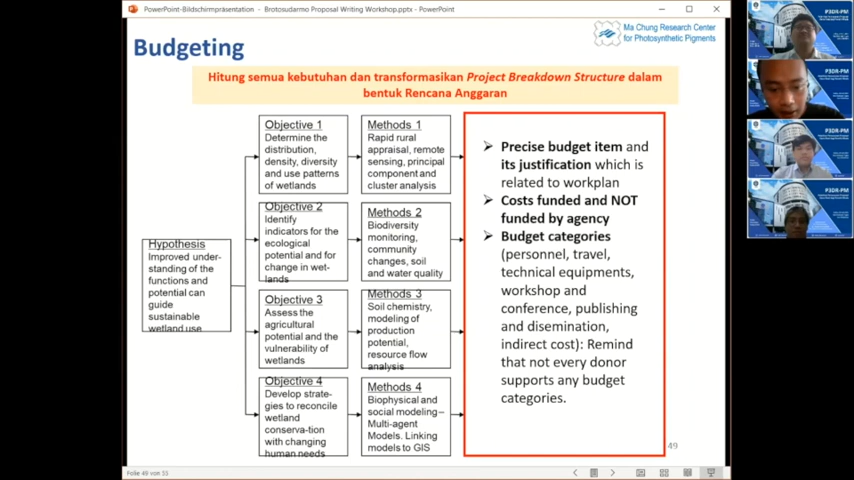 PowerPoint-Bildschirmpräsentation - Brotosudarmo Proposal Writing Workshop.pptx - PowerPoint
Budgeting
Ma Chung Research Center
for Photosynthetic Pigments
Hitung semua kebutuhan dan transformasikan Project Breakdown Structure dalam
bentuk Rencana Anggaran
Hypothesis
Improved under-
standing of the
functions and
potential can
guide
sustainable
wetland use
Objective 1
Determine the
distribution,
density, diversity
and use patterns
of wetlands
Methods 1
Rapid rural
appraisal, remote
sensing, principal
component and
cluster analysis
Objective 2
Identify
indicators for the
ecological
potential and for
change in wet-
lands
Methods 2
Biodiversity
monitoring,
community
changes, soil
and water quality
Objective 3
Assess the
agricultural
potential and the
vulnerability of
wetlands
Methods 3
Soil chemistry,
modeling of
production
potential,
resource flow
analysis
Objective 4
Develop strate-
gies to reconcile
wetland
conserva-tion
with changing
human needs
Methods 4
Biophysical and
social modeling–
Multi-agent
Models. Linking
models to GIS
Precise budget item and
its justification which is
related to workplan
Costs funded and NOT
funded by agency
Budget categories
(personnel, travel,
technical equipments,
workshop and
conference, publishing
and disemination,
indirect cost): Remind
that not every donor
supports any budget
categories.
49
Folie 49 von 55
P3DR-PM
P3DR-PM
P3DR-PM
P3DR-PM